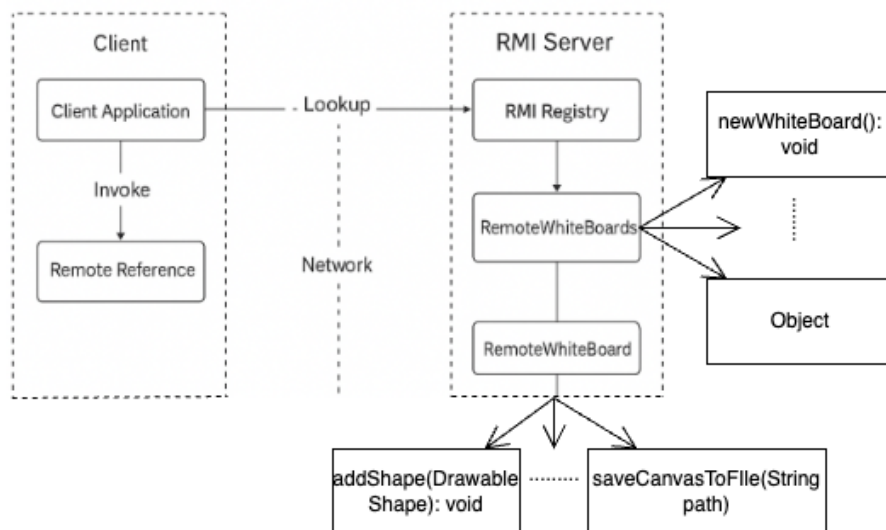 Client
RMI Server
Client Application
Lookup
RMI Registry
newWhiteBoard():
void
Invoke
RemoteWhiteBoards
Remote Reference
Network
Object
RemoteWhiteBoard
addShape(Drawable
Shape): void
saveCanvasToFIle(String
path)